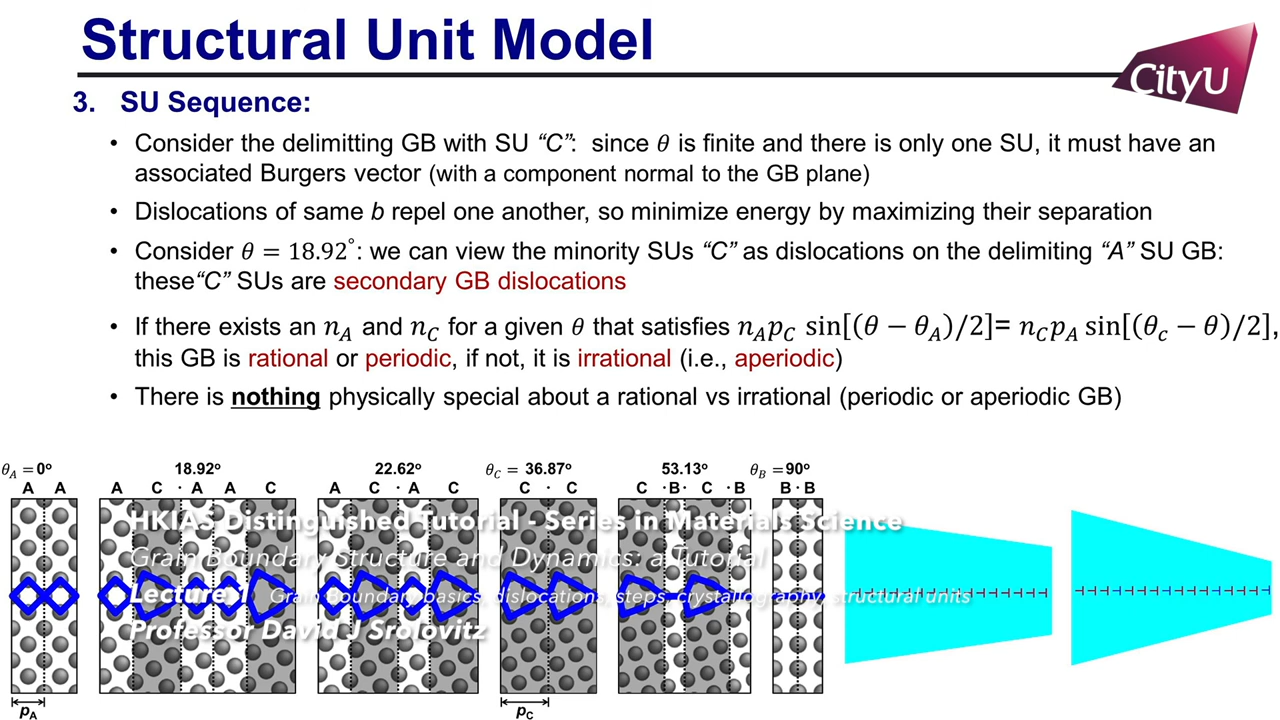 Structural Unit Model
CityU
3. SU Sequence:
• Consider the delimitting GB with SU “C”: since θ is finite and there is only one SU, it must have an
associated Burgers vector (with a component normal to the GB plane)
• Dislocations of same b repel one another, so minimize energy by maximizing their separation
• Consider θ = 18.92°: we can view the minority SUs “C” as dislocations on the delimiting “A” SU GB:
these“C” SUs are secondary GB dislocations
• If there exists an n_A and n_C for a given θ that satisfies n_A p_C sin[(θ − θ_A)/2]= n_C p_A sin[(θ_c − θ)/2],
this GB is rational or periodic, if not, it is irrational (i.e., aperiodic)
• There is nothing physically special about a rational vs irrational (periodic or aperiodic GB)
θ_A = 0º 18.92º 22.62º θ_C = 36.87º 53.13º θ_B = 90º
A A A C · A A C A C · A C C · C C · B · C · B B · B
HKIAS Distinguished Tutorial - Series in Materials Science
Grain Boundary Structure and Dynamics: a Tutorial
Lecture 1 Grain Boundary basics, dislocations, steps, crystallography, structural units
Professor David J Srolovitz
p_A p_C